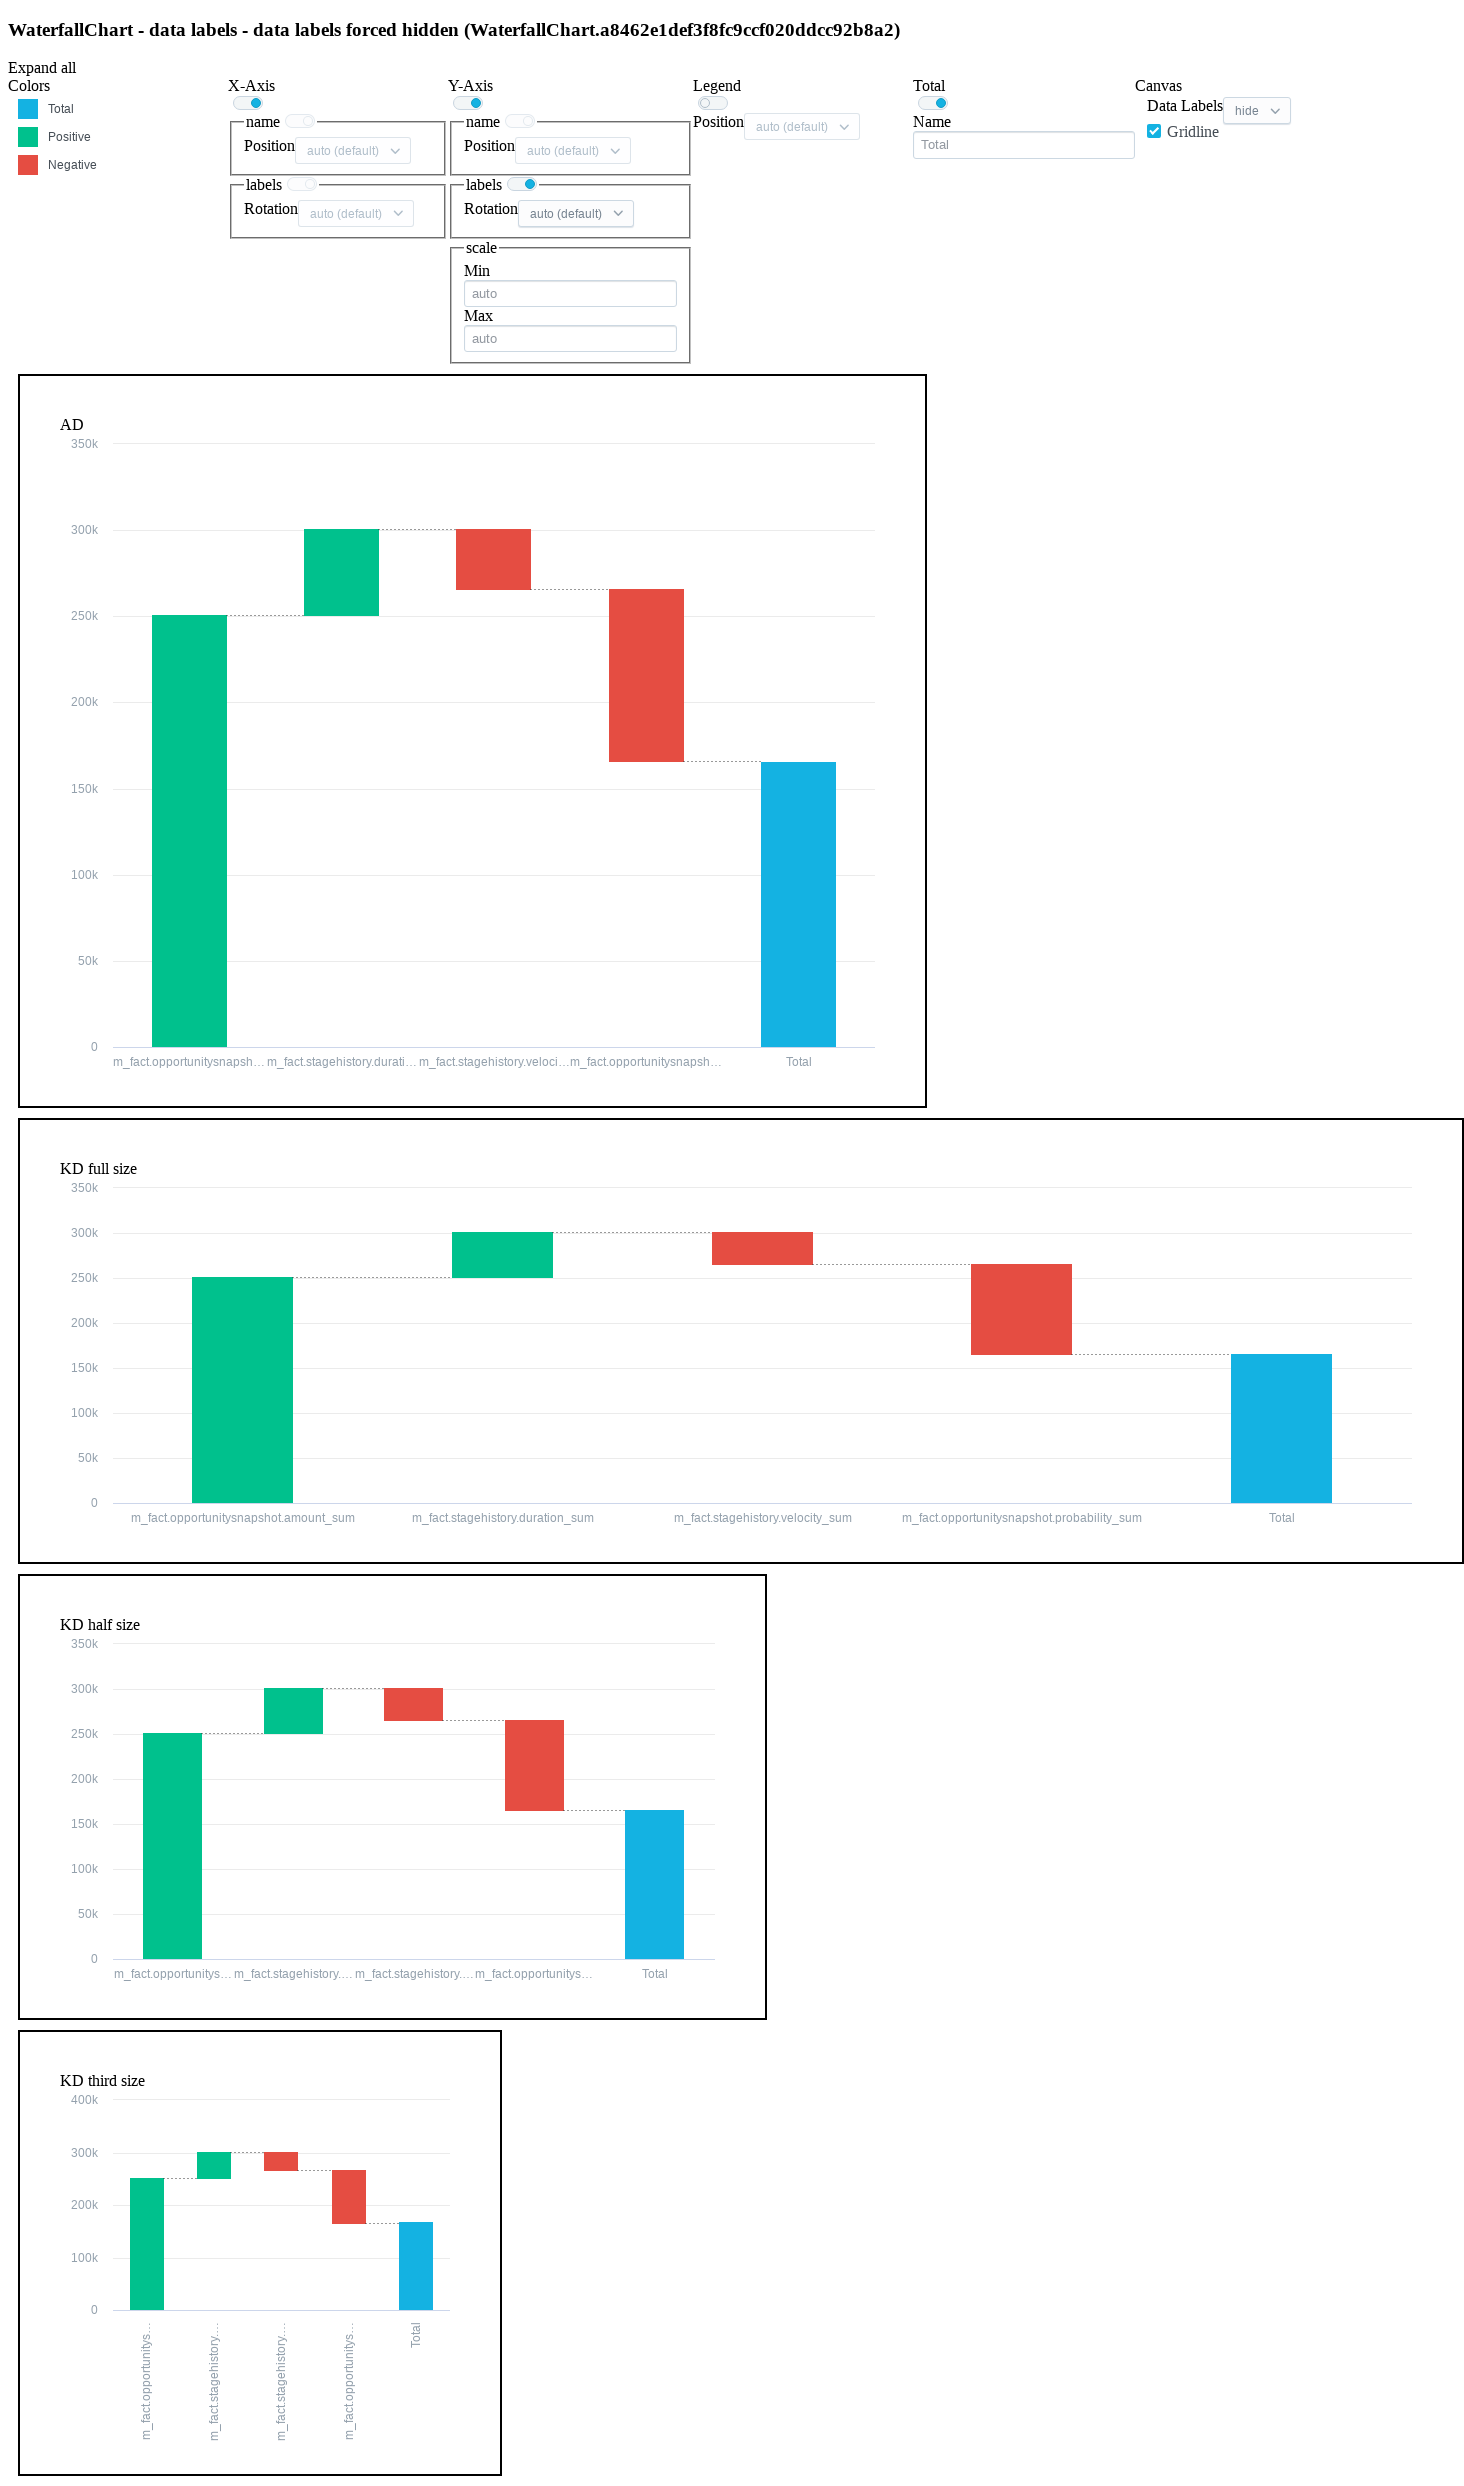 WaterfallChart - data labels - data labels forced hidden (WaterfallChart.a8462e1def3f8fc9ccf020ddcc92b8a2)
Expand all
Colors
Total
Positive
Negative
X-Axis
name
Position auto (default)
labels
Rotation auto (default)
Y-Axis
name
Position auto (default)
labels
Rotation auto (default)
scale
Min
auto
Max
auto
Legend
Position auto (default)
Total
Name
Total
Canvas
Data Labels hide
Gridline
AD
350k
300k
250k
200k
150k
100k
50k
0
m_fact.opportunitysnapsh… m_fact.stagehistory.durati… m_fact.stagehistory.veloci… m_fact.opportunitysnapsh… Total
KD full size
350k
300k
250k
200k
150k
100k
50k
0
m_fact.opportunitysnapshot.amount_sum m_fact.stagehistory.duration_sum m_fact.stagehistory.velocity_sum m_fact.opportunitysnapshot.probability_sum Total
KD half size
350k
300k
250k
200k
150k
100k
50k
0
m_fact.opportunitys… m_fact.stagehistory.… m_fact.stagehistory.… m_fact.opportunitys… Total
KD third size
400k
300k
200k
100k
0
m_fact.opportunitys…
m_fact.stagehistory.…
m_fact.stagehistory.…
m_fact.opportunitys…
Total